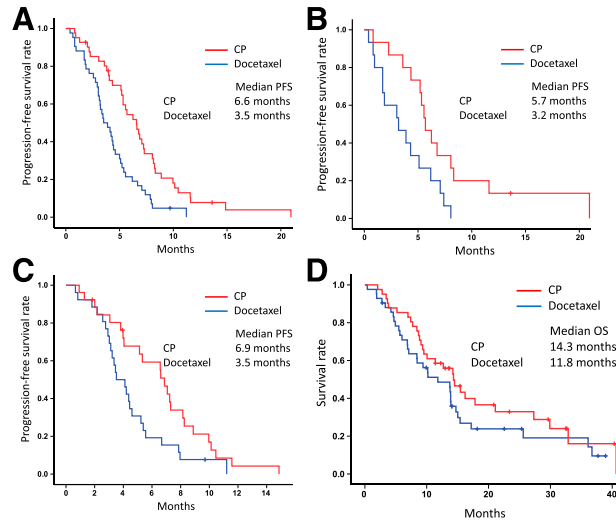 A
Progression-free survival rate
1.0
0.8
0.6
0.4
0.2
0.0
CP
Docetaxel
Median PFS
CP 6.6 months
Docetaxel 3.5 months
0 5 10 15 20
Months
B
Progression-free survival rate
1.0
0.8
0.6
0.4
0.2
0.0
CP
Docetaxel
Median PFS
CP 5.7 months
Docetaxel 3.2 months
0 5 10 15 20
Months
C
Progression-free survival rate
1.0
0.8
0.6
0.4
0.2
0.0
CP
Docetaxel
Median PFS
CP 6.9 months
Docetaxel 3.5 months
0 2 4 6 8 10 12 14
Months
D
Survival rate
1.0
0.8
0.6
0.4
0.2
0.0
CP
Docetaxel
Median OS
CP 14.3 months
Docetaxel 11.8 months
0 10 20 30 40
Months